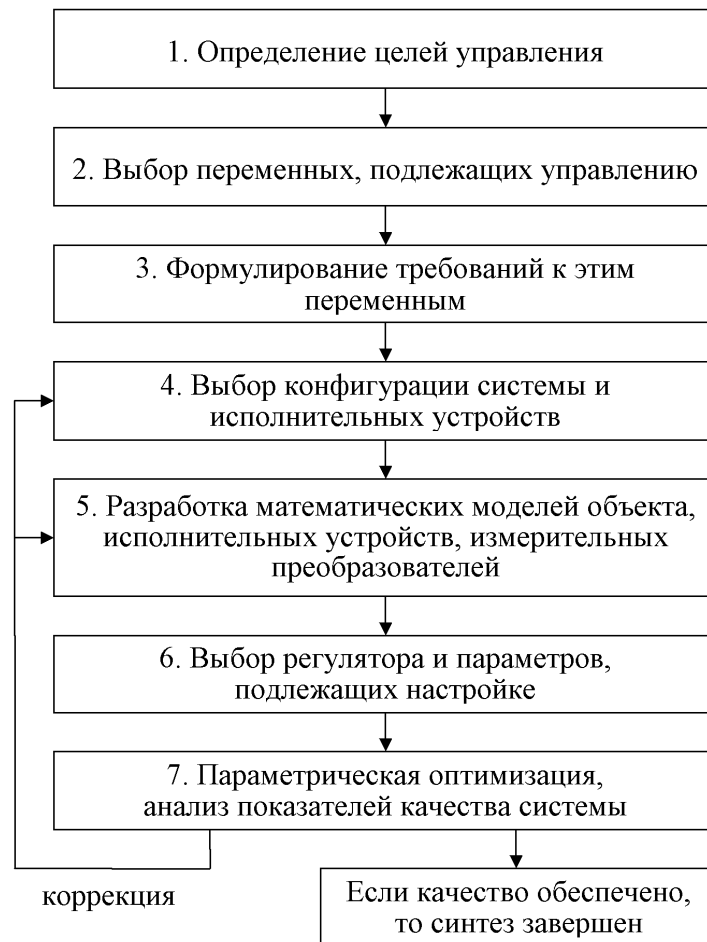 1. Определение целей управления
2. Выбор переменных, подлежащих управлению
3. Формулирование требований к этим
переменным
4. Выбор конфигурации системы и
исполнительных устройств
5. Разработка математических моделей объекта,
исполнительных устройств, измерительных
преобразователей
6. Выбор регулятора и параметров,
подлежащих настройке
7. Параметрическая оптимизация,
анализ показателей качества системы
коррекция
Если качество обеспечено,
то синтез завершен